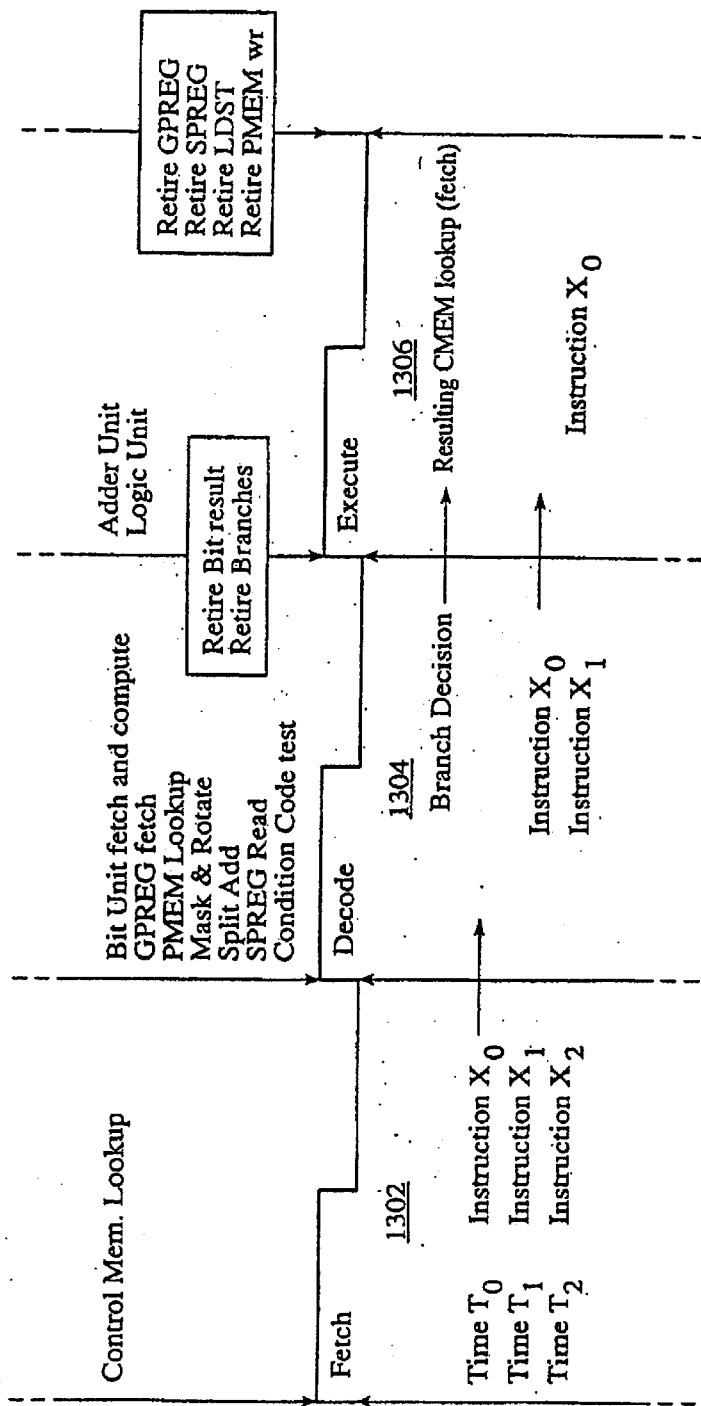 Control Mem. Lookup
Bit Unit fetch and compute
GPREG fetch
PMEM Lookup
Mask & Rotate
Split Add
SPREG Read
Condition Code test
Adder Unit
Logic Unit
Retire Bit result
Retire Branches
Retire GPREG
Retire SPREG
Retire LDST
Retire PMEM wr
Fetch
Decode
Execute
1302
1304
1306
Branch Decision
Resulting CMEM lookup (fetch)
Time T0 Instruction X0
Time T1 Instruction X1
Time T2 Instruction X2
Instruction X0
Instruction X1
Instruction X0